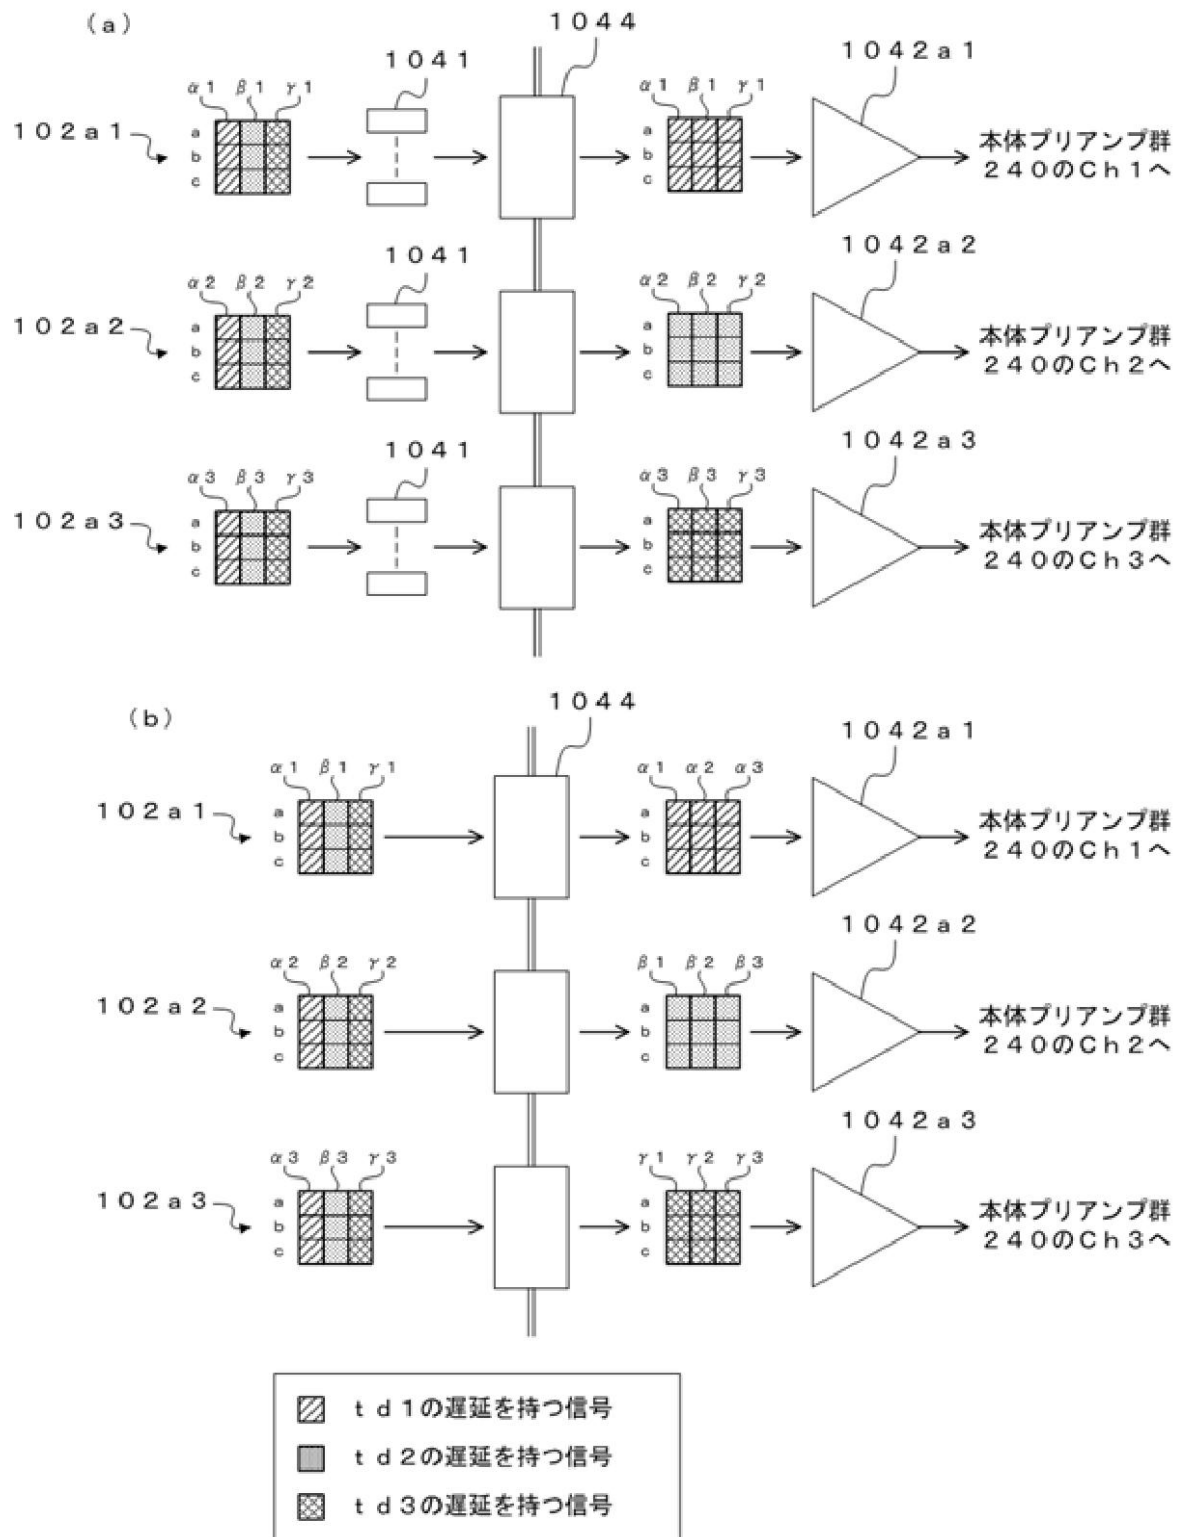 (a)
1044
1041
1042a1
α1 β1 γ1
α1 β1 γ1
102a1
a
b
c
a
b
c
本体プリアンプ群
240のCh1へ
1041
1042a2
α2 β2 γ2
α2 β2 γ2
102a2
a
b
c
a
b
c
本体プリアンプ群
240のCh2へ
1041
1042a3
α3 β3 γ3
α3 β3 γ3
102a3
a
b
c
a
b
c
本体プリアンプ群
240のCh3へ
(b)
1044
1042a1
α1 β1 γ1
α1 α2 α3
102a1
a
b
c
a
b
c
本体プリアンプ群
240のCh1へ
1042a2
α2 β2 γ2
β1 β2 β3
102a2
a
b
c
a
b
c
本体プリアンプ群
240のCh2へ
1042a3
α3 β3 γ3
γ1 γ2 γ3
102a3
a
b
c
a
b
c
本体プリアンプ群
240のCh3へ
td1の遅延を持つ信号
td2の遅延を持つ信号
td3の遅延を持つ信号